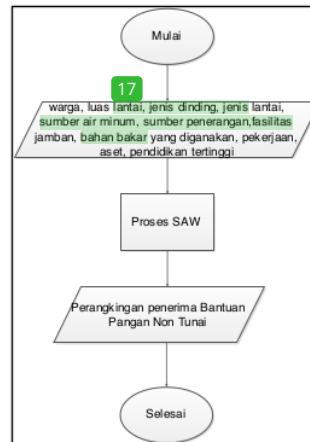 Mulai
17
warga, luas lantai, jenis dinding, jenis lantai,
sumber air minum, sumber penerangan,fasilitas
jamban, bahan bakar yang diganakan, pekerjaan,
aset, pendidikan tertinggi
Proses SAW
Perangkingan penerima Bantuan
Pangan Non Tunai
Selesai